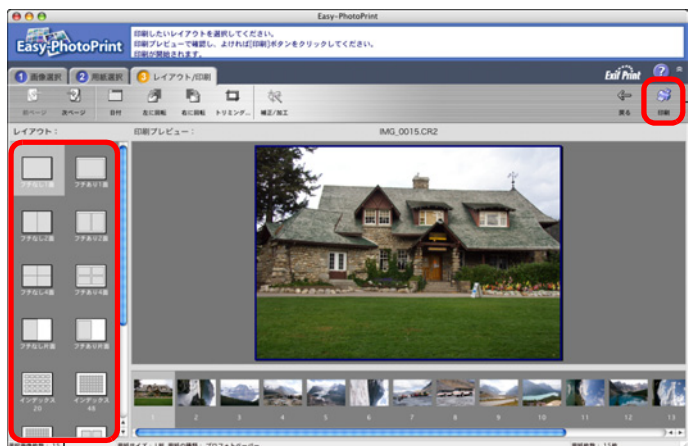 Easy-PhotoPrint
Easy-PhotoPrint
印刷したいレイアウトを選択してください。
印刷プレビューで確認し、よければ[印刷]ボタンをクリックしてください。
印刷が開始されます。
1 画像選択
2 用紙選択
3 レイアウト/印刷
Exif Print
?
前ページ
次ページ
日付
左に回転
右に回転
トリミング...
補正/加工
戻る
印刷
レイアウト:
印刷プレビュー:
IMG_0015.CR2
フチなし1面
フチあり1面
フチなし2面
フチあり2面
フチなし4面
フチあり4面
フチなし片面
フチあり片面
インデックス
20
インデックス
48
1 2 3 4 5 6 7 8 9 10 11 12 13